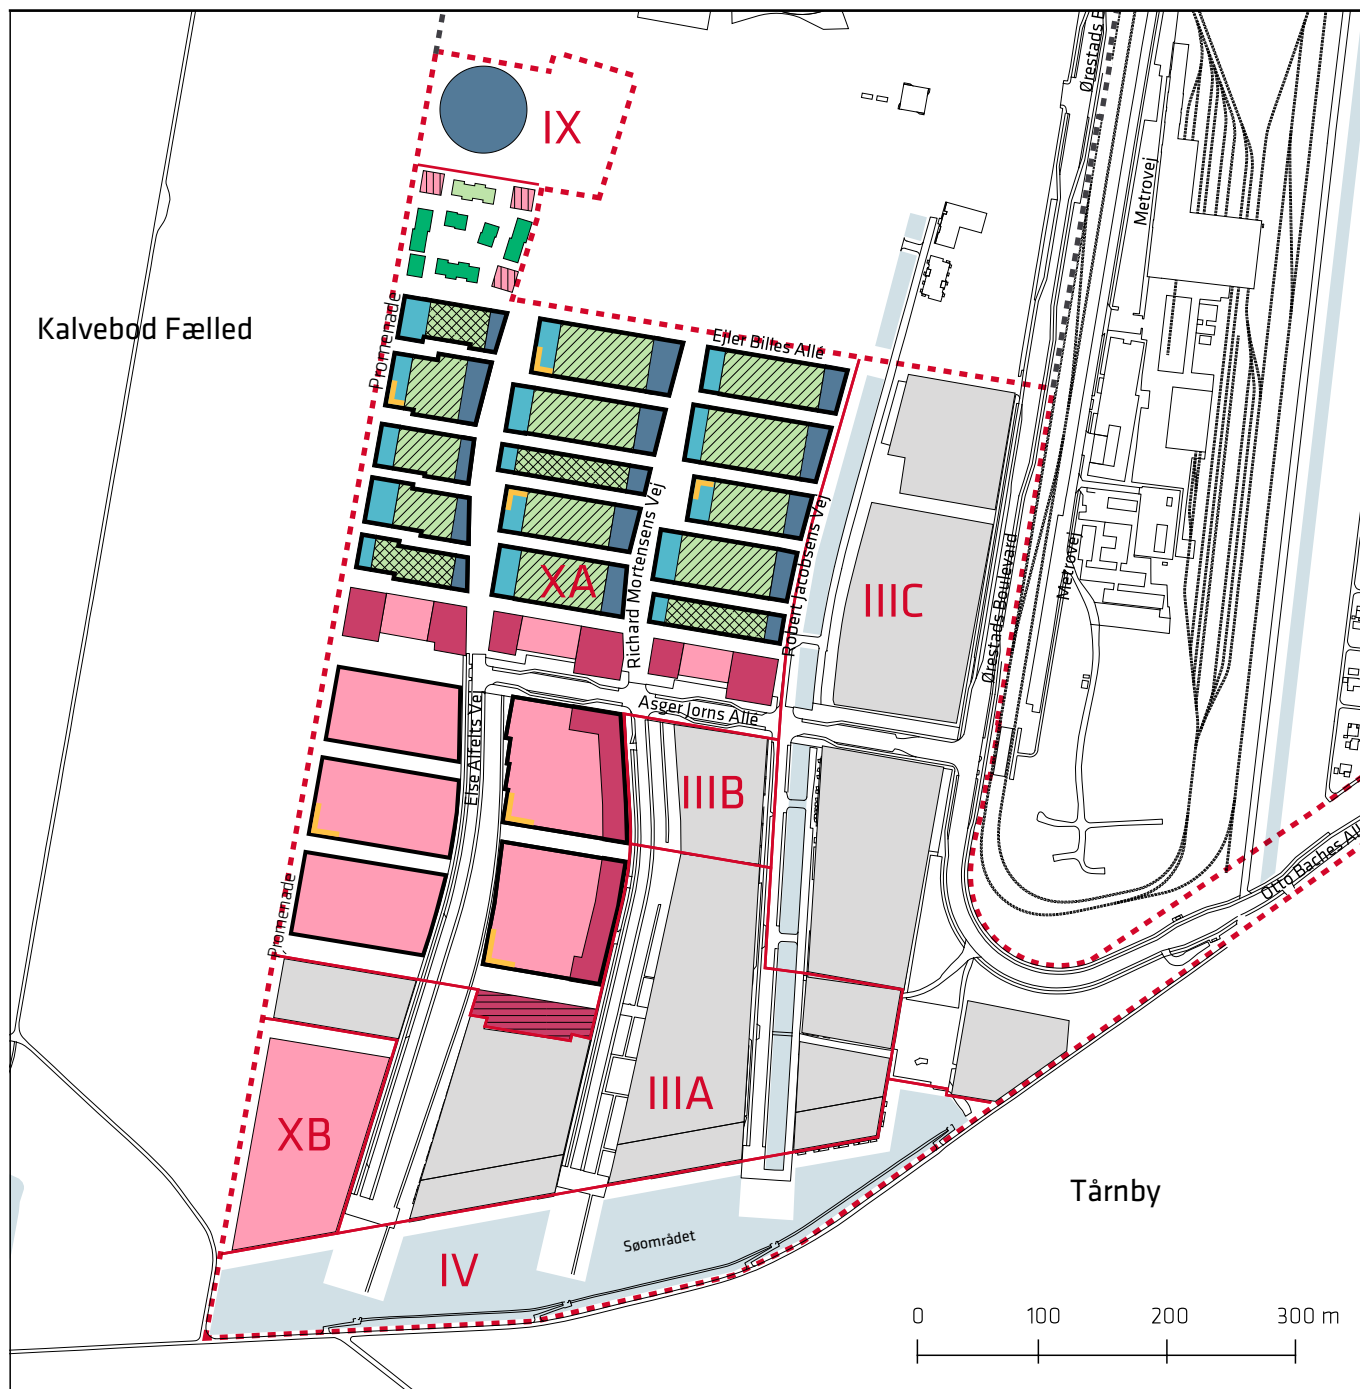 Ørestads B
IX
Metrovej
Kalvebod Fælled
Promenade
Ejler Billes Allé
Richard Mortensens Vej
Robert Jacobsens Vej
XA
IIIC
Ørestads Boulevard
Metrovej
Else Alfelts Vej
Asger Jorns Allé
IIIB
Promenade
Otto Baches All
IIIA
XB
Tårnby
Søområdet
IV
0 100 200 300 m